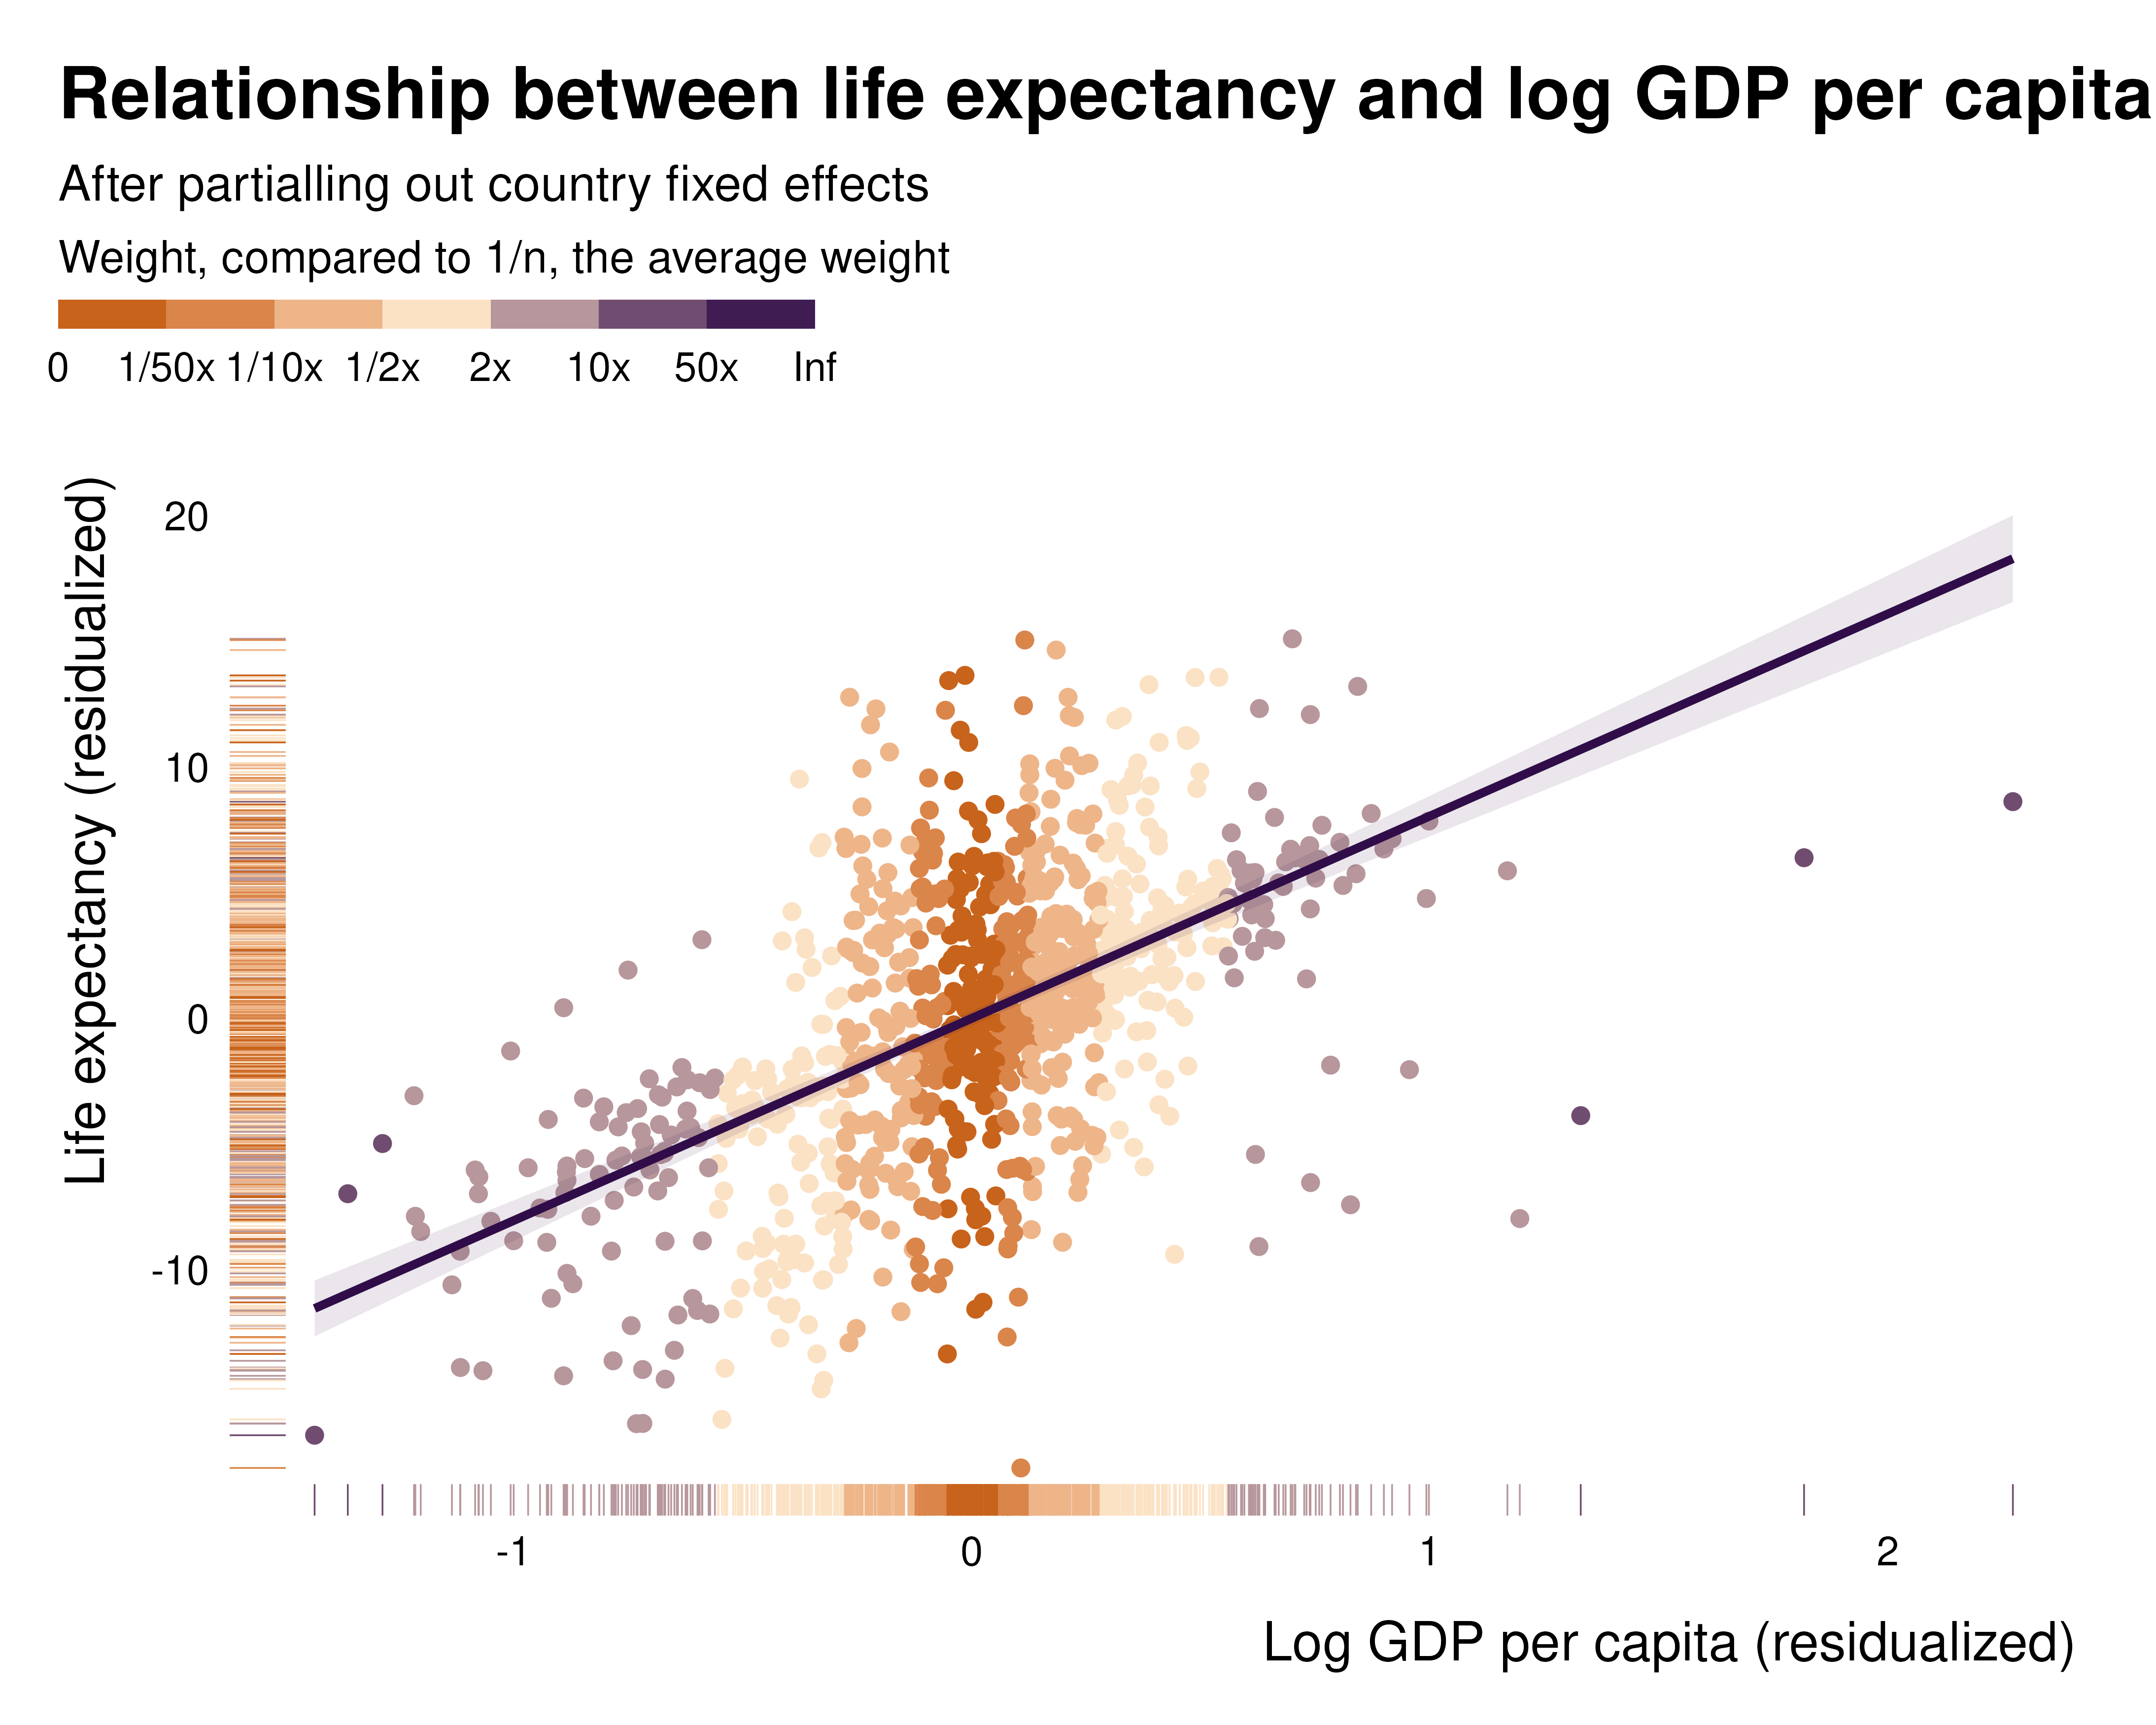 Relationship between life expectancy and log GDP per capita
After partialling out country fixed effects
Weight, compared to 1/n, the average weight
0 1/50x 1/10x 1/2x 2x 10x 50x Inf
Life expectancy (residualized)
20
10
0
-10
-1 0 1 2
Log GDP per capita (residualized)